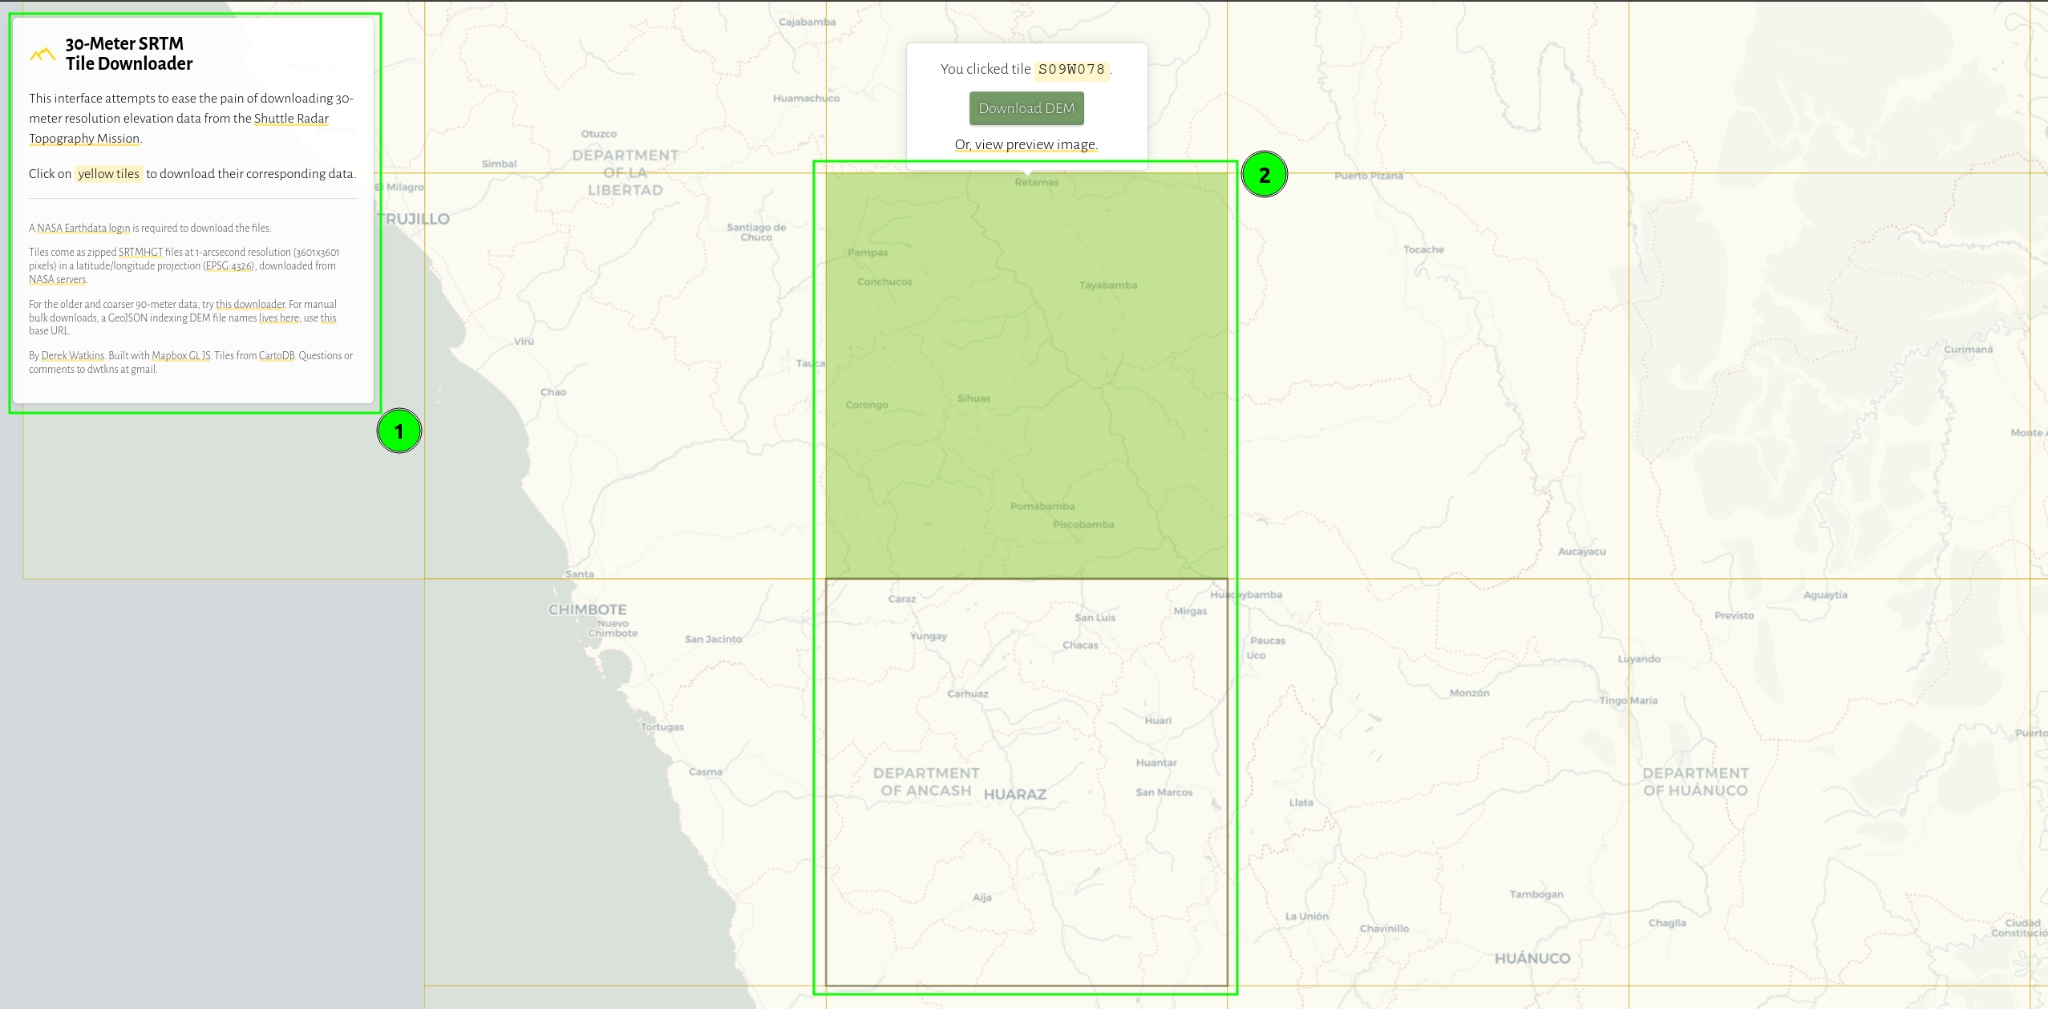 30-Meter SRTM
Tile Downloader
This interface attempts to ease the pain of downloading 30-
meter resolution elevation data from the Shuttle Radar
Topography Mission.
Click on yellow tiles to download their corresponding data.
A NASA Earthdata login is required to download the files.
Tiles come as zipped SRTMHGT files at 1-arcsecond resolution (3601x3601
pixels) in a latitude/longitude projection (EPSG:4326), downloaded from
NASA servers.
For the older and coarser 90-meter data, try this downloader. For manual
bulk downloads, a GeoJSON indexing DEM file names lives here; use this
base URL.
By Derek Watkins. Built with Mapbox GL JS. Tiles from CartoDB. Questions or
comments to dwtkns at gmail.
1
You clicked tile S09W078.
Download DEM
Or, view preview image.
2
Cajabamba
Huamachuco
Otuzco
DEPARTMENT
OF LA
LIBERTAD
Simbal
El Milagro
TRUJILLO
Santiago de
Chuco
Retamas
Puerto Pizana
Tocache
Pampas
Conchucos
Tayabamba
Virú
Tauca
Curimaná
Chao
Corongo
Sihuas
Monte A
Pomabamba
Piscobamba
Aucayacu
Santa
CHIMBOTE
Nuevo
Chimbote
San Jacinto
Caraz
Huacaybamba
Mirgas
San Luis
Yungay
Chacas
Paucas
Uco
Aguaytía
Previsto
Luyando
Carhuaz
Monzón
Tingo María
Huari
Tortugas
Puerto
Casma
Huantar
DEPARTMENT
OF ANCASH
HUARAZ
San Marcos
DEPARTMENT
OF HUÁNUCO
Llata
Aija
Tambogan
La Unión
Chavinillo
Chaglla
Ciudad
Constitució
HUÁNUCO